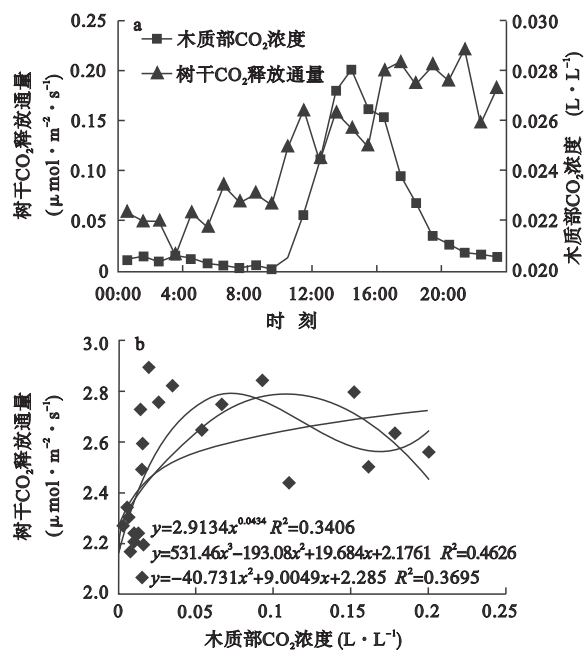 a
木质部CO₂浓度
树干CO₂释放通量
0.25
0.20
0.15
0.10
0.05
0
树干CO₂释放通量
(μmol·m⁻²·s⁻¹)
0.030
0.028
0.026
0.024
0.022
0.020
木质部CO₂浓度 (L·L⁻¹)
00:00 4:00 8:00 12:00 16:00 20:00
时 刻
b
3.0
2.8
2.6
2.4
2.2
2.0
树干CO₂释放通量
(μmol·m⁻²·s⁻¹)
y=2.9134x^0.0434 R²=0.3406
y=531.46x³−193.08x²+19.684x+2.1761 R²=0.4626
y=−40.731x²+9.0049x+2.285 R²=0.3695
0 0.05 0.1 0.15 0.2 0.25
木质部CO₂浓度 (L·L⁻¹)